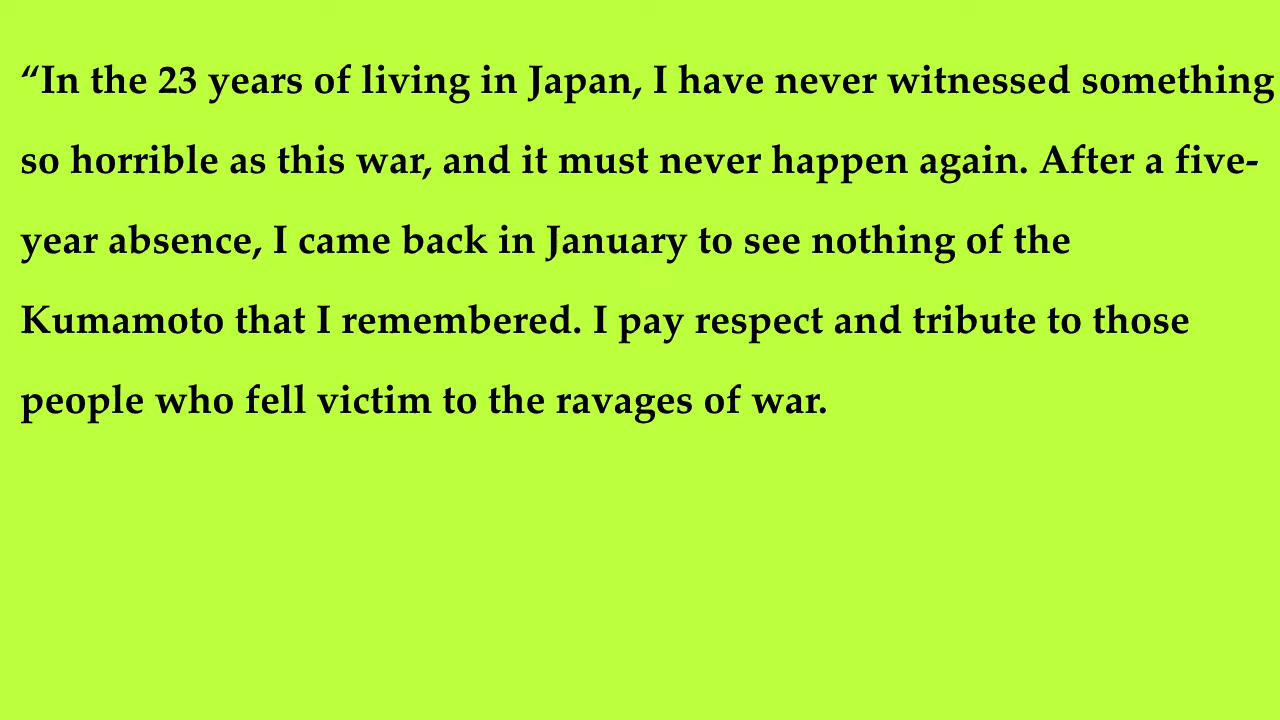 “In the 23 years of living in Japan, I have never witnessed something
so horrible as this war, and it must never happen again. After a five-
year absence, I came back in January to see nothing of the
Kumamoto that I remembered. I pay respect and tribute to those
people who fell victim to the ravages of war.